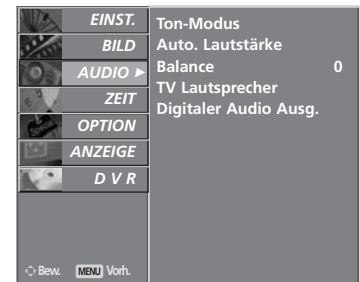 EINST.
BILD
AUDIO ►
ZEIT
OPTION
ANZEIGE
D V R
Bew. MENU Vorh.
Ton-Modus
Auto. Lautstärke
Balance 0
TV Lautsprecher
Digitaler Audio Ausg.